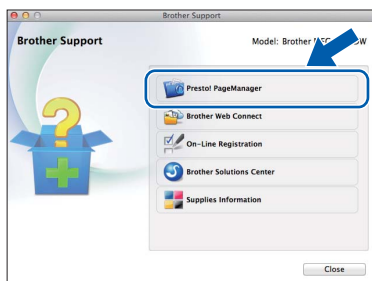 Brother Support
Brother Support
Model: Brother
Presto! PageManager
Brother Web Connect
On-Line Registration
Brother Solutions Center
Supplies Information
Close